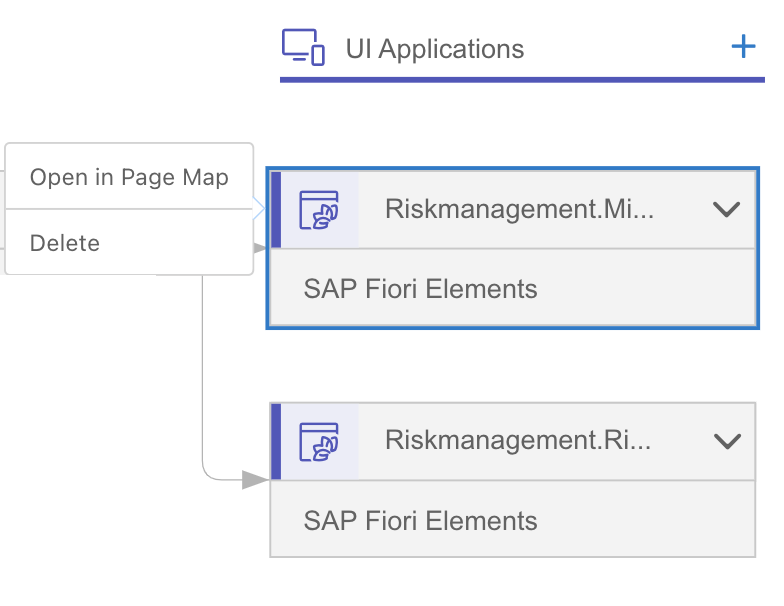 UI Applications
Open in Page Map
Delete
Riskmanagement.Mi...
SAP Fiori Elements
Riskmanagement.Ri...
SAP Fiori Elements